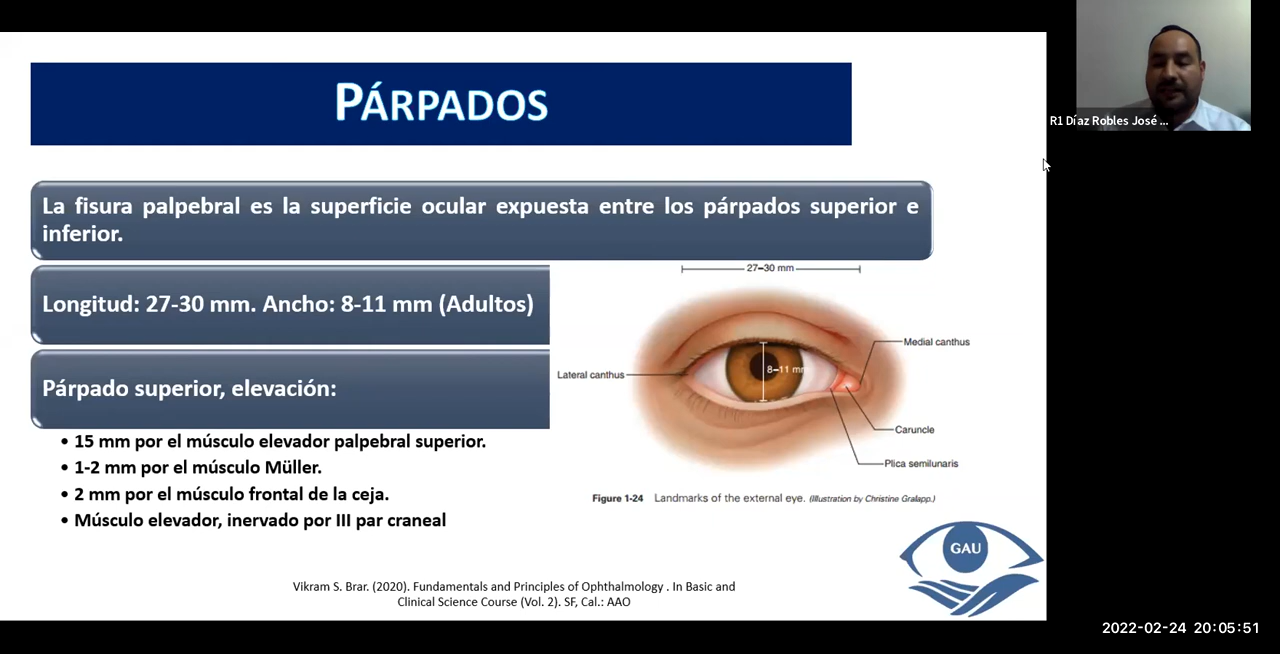 PÁRPADOS
R1 Díaz Robles José ...
La fisura palpebral es la superficie ocular expuesta entre los párpados superior e
inferior.
Longitud: 27-30 mm. Ancho: 8-11 mm (Adultos)
Párpado superior, elevación:
• 15 mm por el músculo elevador palpebral superior.
• 1-2 mm por el músculo Müller.
• 2 mm por el músculo frontal de la ceja.
• Músculo elevador, inervado por III par craneal
27–30 mm
Medial canthus
8–11 mm
Lateral canthus
Caruncle
Plica semilunaris
Figure 1-24 Landmarks of the external eye. (Illustration by Christine Gralapp.)
GAU
Vikram S. Brar. (2020). Fundamentals and Principles of Ophthalmology . In Basic and
Clinical Science Course (Vol. 2). SF, Cal.: AAO
2022-02-24 20:05:51